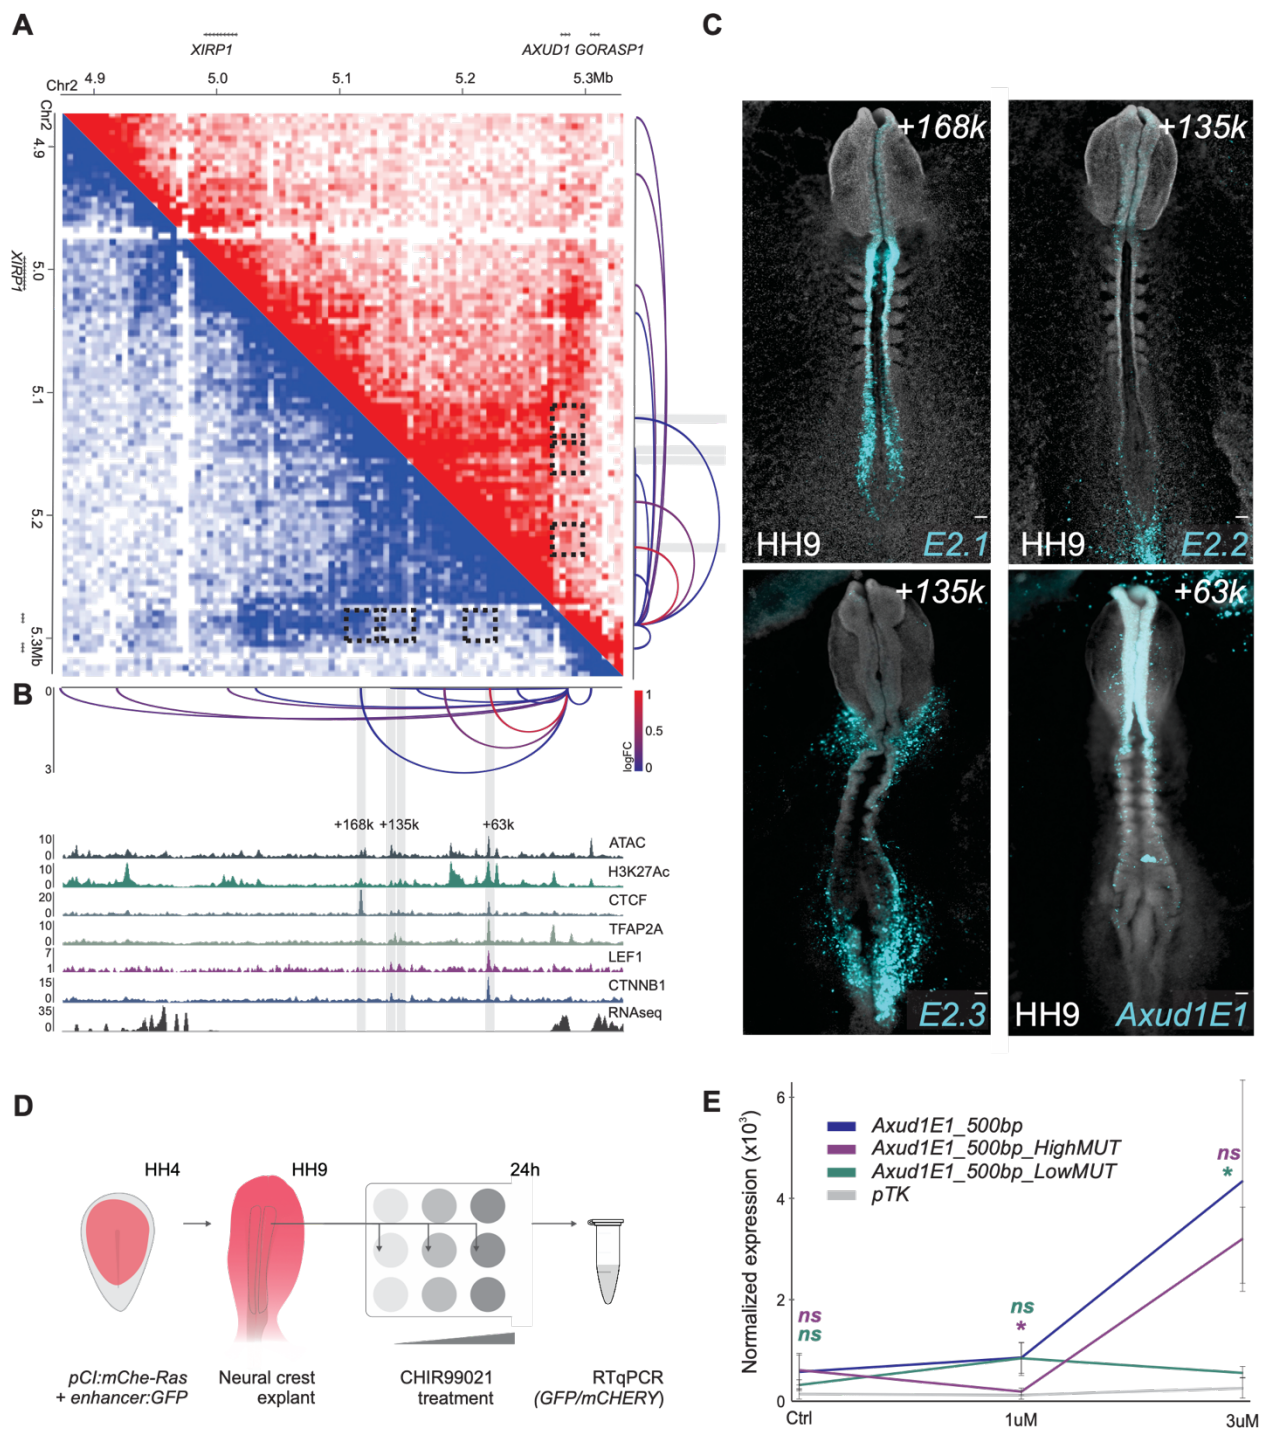 A
XIRP1
AXUD1 GORASP1
Chr2 4.9 5.0 5.1 5.2 5.3Mb
Chr2
4.9
XIRP1
5.0
5.1
5.2
5.3Mb
B
0
3
1
0.5
0
logFC
+168k +135k +63k
10
0
ATAC
10
0
H3K27Ac
20
0
CTCF
10
0
TFAP2A
7
1
LEF1
15
0
CTNNB1
35
0
RNAseq
C
+168k
HH9 E2.1
+135k
HH9 E2.2
+135k
E2.3
+63k
HH9 Axud1E1
D
HH4 HH9 24h
pCI:mChe-Ras
+ enhancer:GFP
Neural crest
explant
CHIR99021
treatment
RTqPCR
(GFP/mCHERY)
E
Normalized expression (x10³)
6
4
2
0
Axud1E1_500bp
Axud1E1_500bp_HighMUT
Axud1E1_500bp_LowMUT
pTK
ns
ns
ns
*
ns
*
Ctrl 1uM 3uM